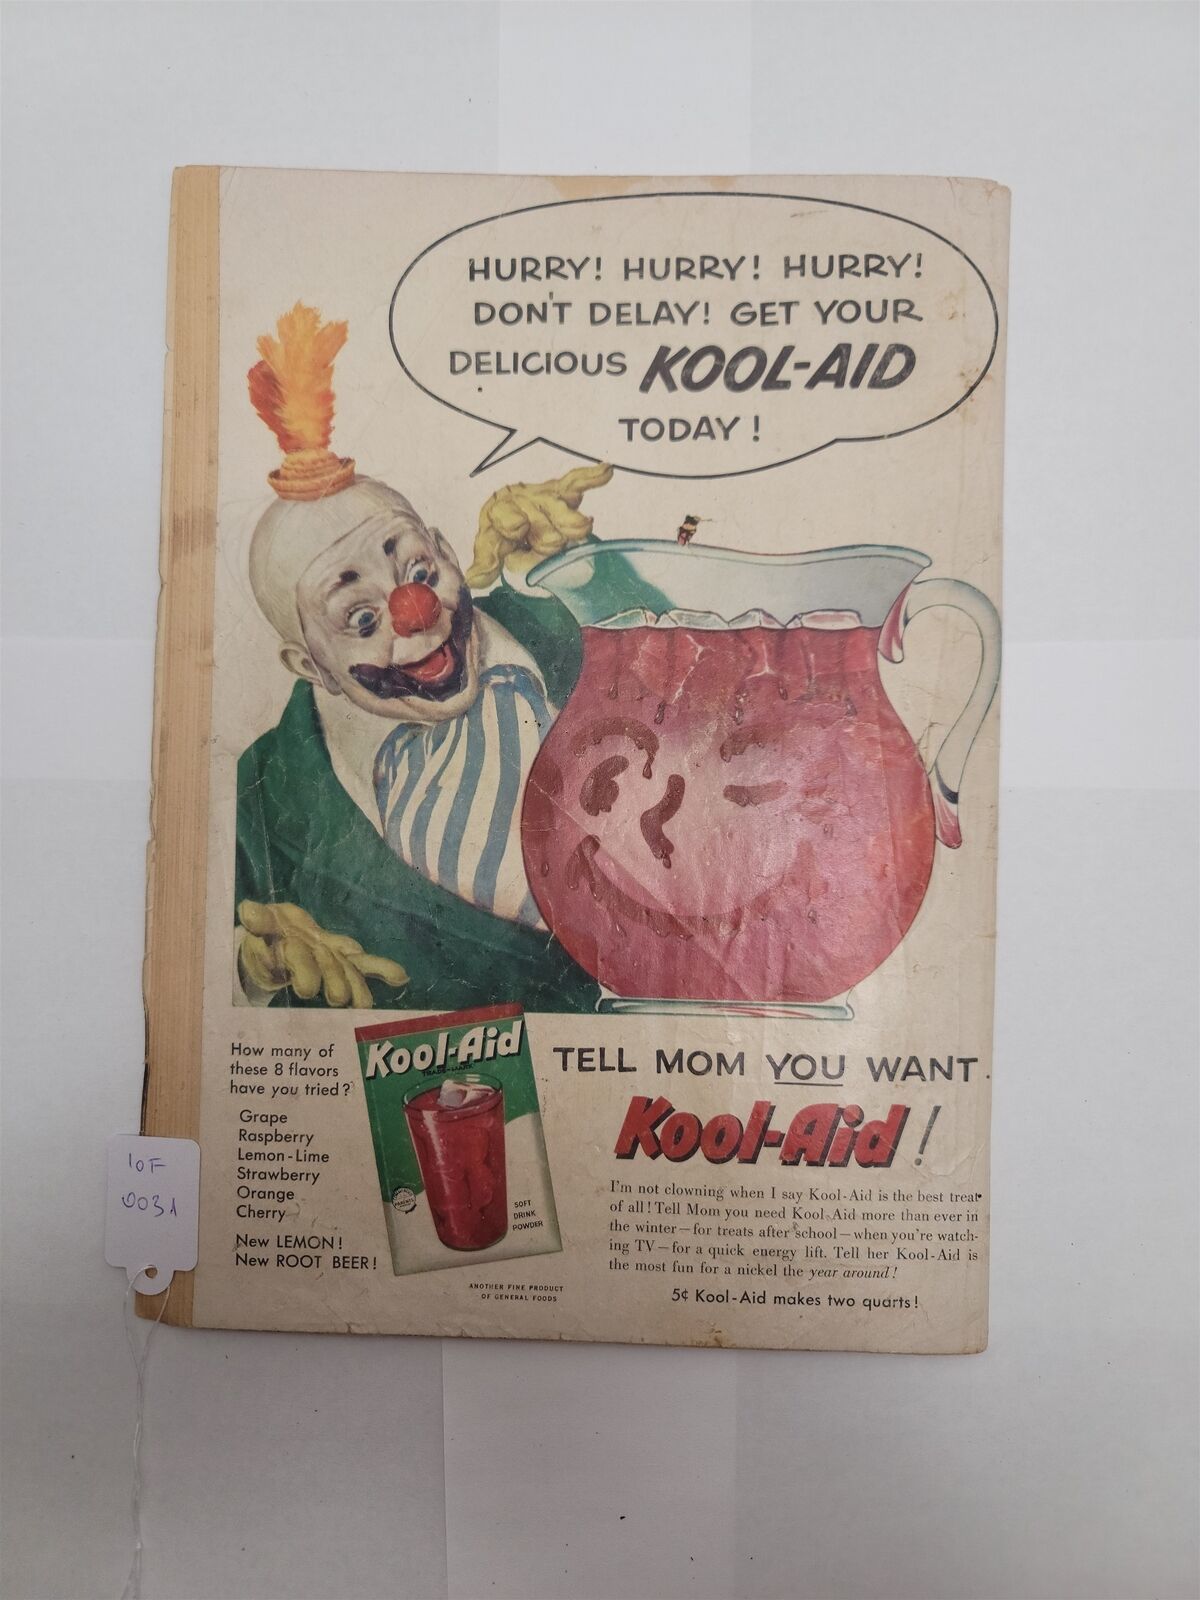 HURRY! HURRY! HURRY!
DON'T DELAY! GET YOUR
DELICIOUS KOOL-AID
TODAY!
How many of
these 8 flavors
have you tried?
Grape
Raspberry
Lemon-Lime
Strawberry
Orange
Cherry
New LEMON!
New ROOT BEER!
Kool-Aid
TRADE-MARK
SOFT
DRINK
POWDER
ANOTHER FINE PRODUCT
OF GENERAL FOODS
TELL MOM YOU WANT
Kool-Aid!
I'm not clowning when I say Kool-Aid is the best treat
of all! Tell Mom you need Kool-Aid more than ever in
the winter—for treats after school—when you're watch-
ing TV—for a quick energy lift. Tell her Kool-Aid is
the most fun for a nickel the year around!
5¢ Kool-Aid makes two quarts!